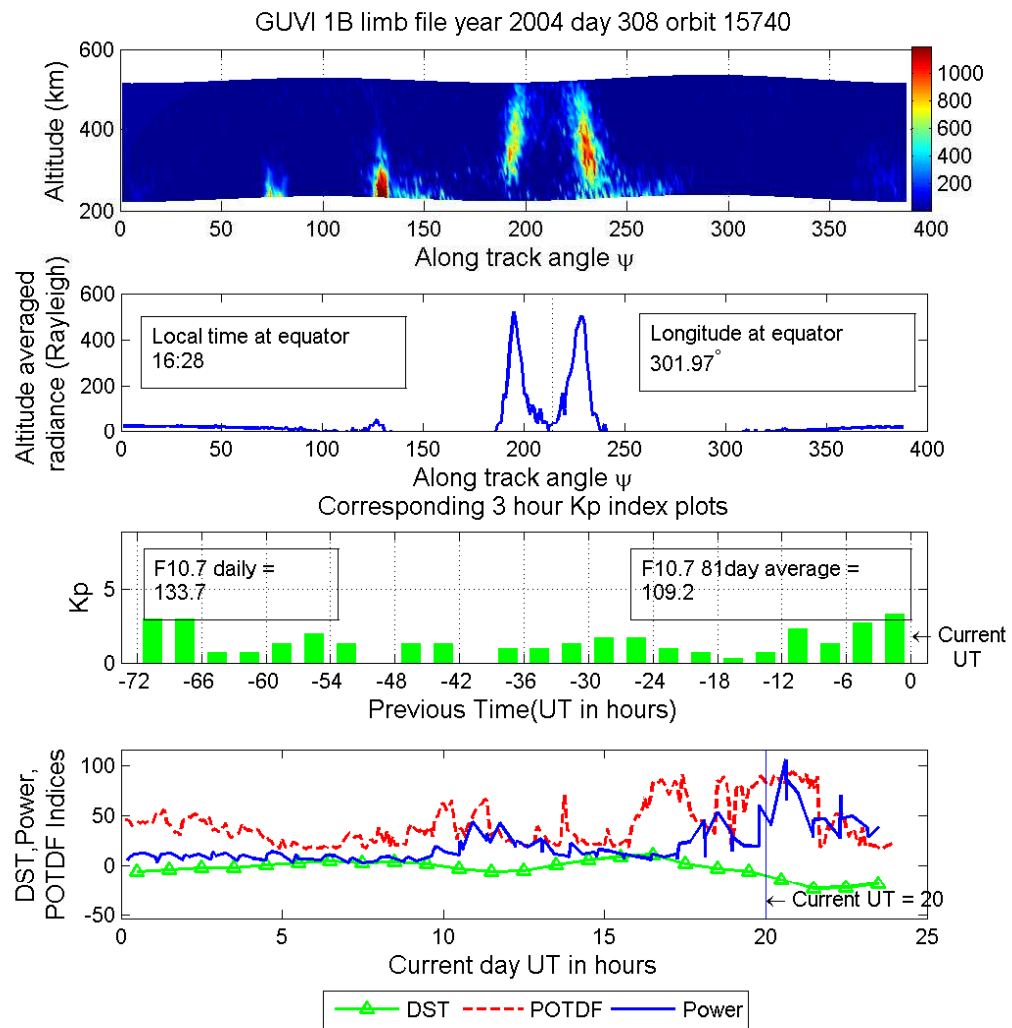 GUVI 1B limb file year 2004 day 308 orbit 15740
Altitude (km)
600
400
200
0 50 100 150 200 250 300 350 400
Along track angle ψ
1000
800
600
400
200
Altitude averaged
radiance (Rayleigh)
600
400
200
0
Local time at equator
16:28
Longitude at equator
301.97°
0 50 100 150 200 250 300 350 400
Along track angle ψ
Corresponding 3 hour Kp index plots
Kp
5
0
F10.7 daily =
133.7
F10.7 81day average =
109.2
← Current
UT
-72 -66 -60 -54 -48 -42 -36 -30 -24 -18 -12 -6 0
Previous Time(UT in hours)
DST,Power,
POTDF Indices
100
50
0
-50
← Current UT = 20
0 5 10 15 20 25
Current day UT in hours
DST POTDF Power